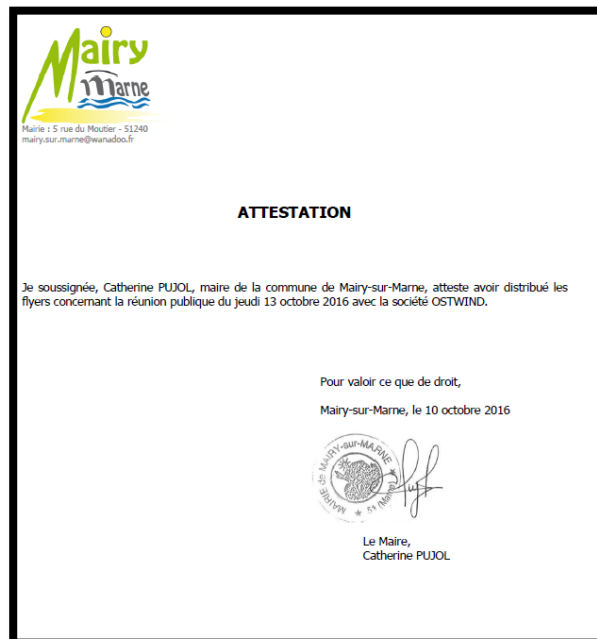 Mairy
Marne
Mairie : 5 rue du Moutier - 51240
mairy.sur.marne@wanadoo.fr
ATTESTATION
Je soussignée, Catherine PUJOL, maire de la commune de Mairy-sur-Marne, atteste avoir distribué les
flyers concernant la réunion publique du jeudi 13 octobre 2016 avec la société OSTWIND.
Pour valoir ce que de droit,
Mairy-sur-Marne, le 10 octobre 2016
MAIRIE de MAIRY-sur-MARNE
51 (Marne)
Le Maire,
Catherine PUJOL